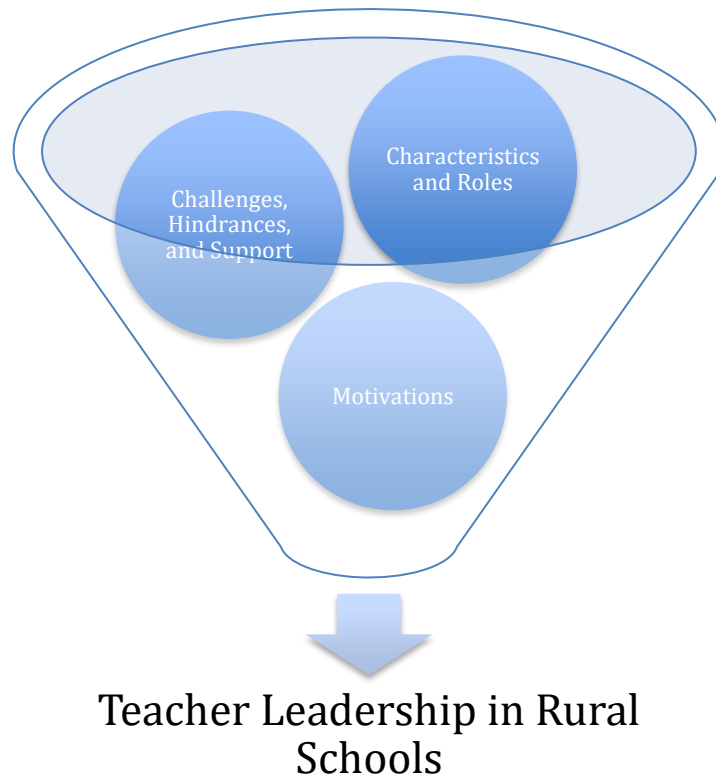 Characteristics
and Roles
Challenges,
Hindrances,
and Support
Motivations
Teacher Leadership in Rural
Schools